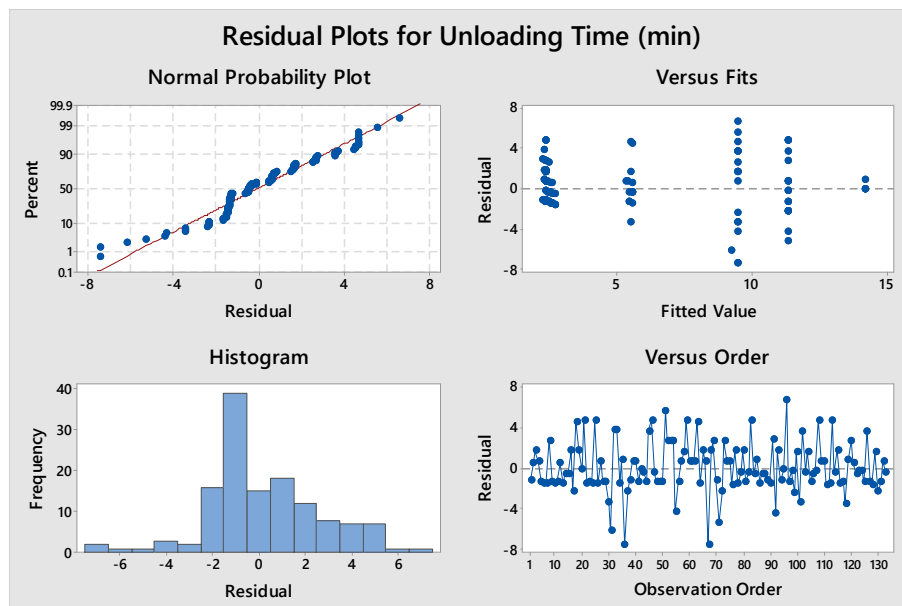 Residual Plots for Unloading Time (min)
Normal Probability Plot
99.9
99
90
50
10
1
0.1
Percent
-8 -4 0 4 8
Residual
Versus Fits
8
4
0
-4
-8
Residual
5 10 15
Fitted Value
Histogram
40
30
20
10
0
Frequency
-6 -4 -2 0 2 4 6
Residual
Versus Order
8
4
0
-4
-8
Residual
1 10 20 30 40 50 60 70 80 90 100 110 120 130
Observation Order